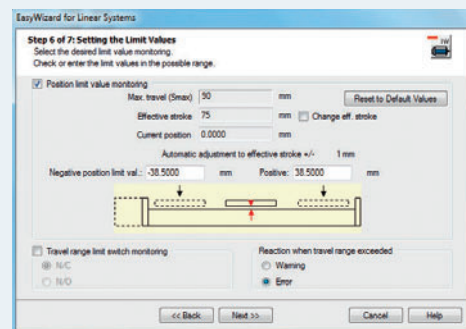 EasyWizard for Linear Systems
Step 6 of 7: Setting the Limit Values
Select the desired limit value monitoring.
Check or enter the limit values in the possible range.
Position limit value monitoring
Max. travel (Smax) 90 mm Reset to Default Values
Effective stroke 75 mm Change eff. stroke
Current position 0.0000 mm
Automatic adjustment to effective stroke +/- 1 mm
Negative position limit val.: -38.5000 mm Positive: 38.5000 mm
Travel range limit switch monitoring Reaction when travel range exceeded
N/C Warning
N/O Error
<< Back Next >> Cancel Help